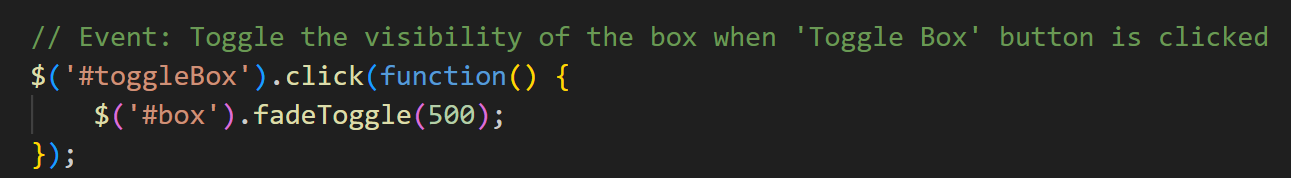 // Event: Toggle the visibility of the box when 'Toggle Box' button is clicked
$('#toggleBox').click(function() {
    $('#box').fadeToggle(500);
});